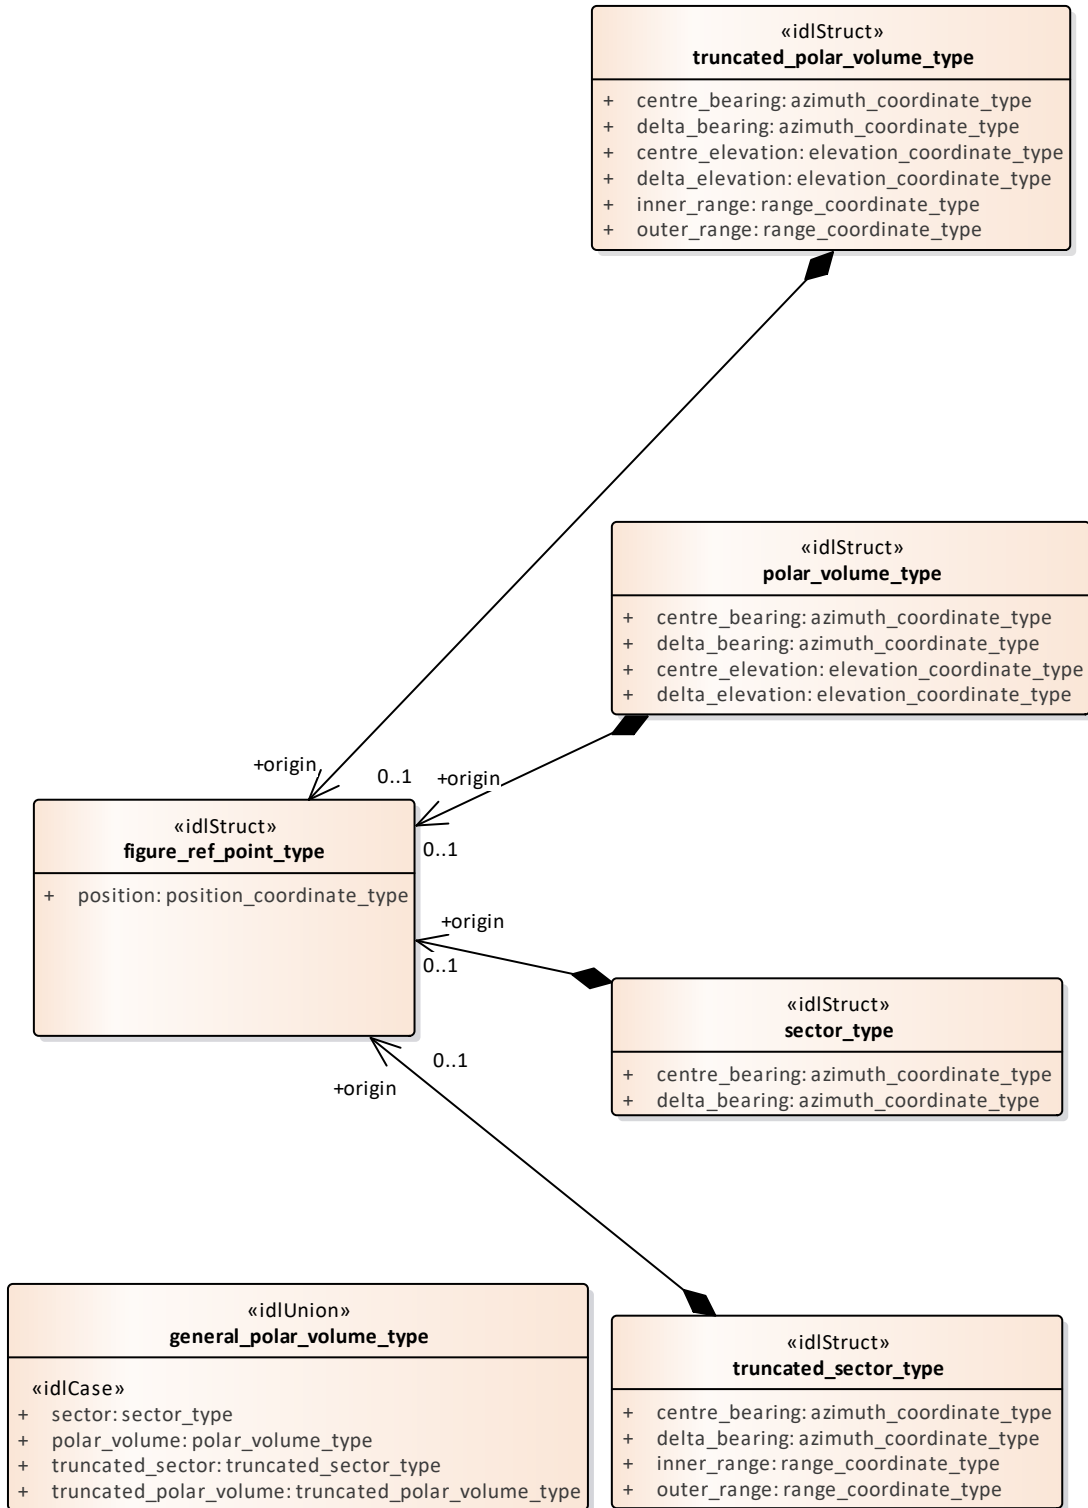 «idlStruct»
truncated_polar_volume_type
+ centre_bearing: azimuth_coordinate_type
+ delta_bearing: azimuth_coordinate_type
+ centre_elevation: elevation_coordinate_type
+ delta_elevation: elevation_coordinate_type
+ inner_range: range_coordinate_type
+ outer_range: range_coordinate_type
«idlStruct»
polar_volume_type
+ centre_bearing: azimuth_coordinate_type
+ delta_bearing: azimuth_coordinate_type
+ centre_elevation: elevation_coordinate_type
+ delta_elevation: elevation_coordinate_type
+origin
0..1
+origin
0..1
«idlStruct»
figure_ref_point_type
+ position: position_coordinate_type
+origin
0..1
«idlStruct»
sector_type
+ centre_bearing: azimuth_coordinate_type
+ delta_bearing: azimuth_coordinate_type
0..1
+origin
«idlUnion»
general_polar_volume_type
«idlCase»
+ sector: sector_type
+ polar_volume: polar_volume_type
+ truncated_sector: truncated_sector_type
+ truncated_polar_volume: truncated_polar_volume_type
«idlStruct»
truncated_sector_type
+ centre_bearing: azimuth_coordinate_type
+ delta_bearing: azimuth_coordinate_type
+ inner_range: range_coordinate_type
+ outer_range: range_coordinate_type